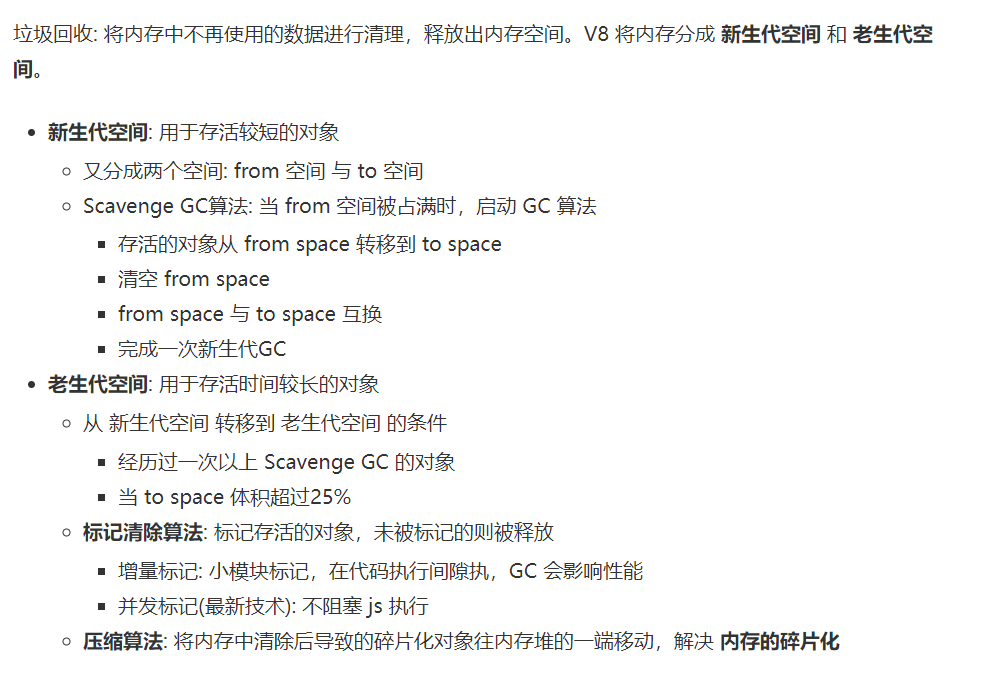 垃圾回收: 将内存中不再使用的数据进行清理，释放出内存空间。V8 将内存分成 新生代空间 和 老生代空
间。
新生代空间: 用于存活较短的对象
又分成两个空间: from 空间 与 to 空间
Scavenge GC算法: 当 from 空间被占满时，启动 GC 算法
存活的对象从 from space 转移到 to space
清空 from space
from space 与 to space 互换
完成一次新生代GC
老生代空间: 用于存活时间较长的对象
从 新生代空间 转移到 老生代空间 的条件
经历过一次以上 Scavenge GC 的对象
当 to space 体积超过25%
标记清除算法: 标记存活的对象，未被标记的则被释放
增量标记: 小模块标记，在代码执行间隙执，GC 会影响性能
并发标记(最新技术): 不阻塞 js 执行
压缩算法: 将内存中清除后导致的碎片化对象往内存堆的一端移动，解决 内存的碎片化